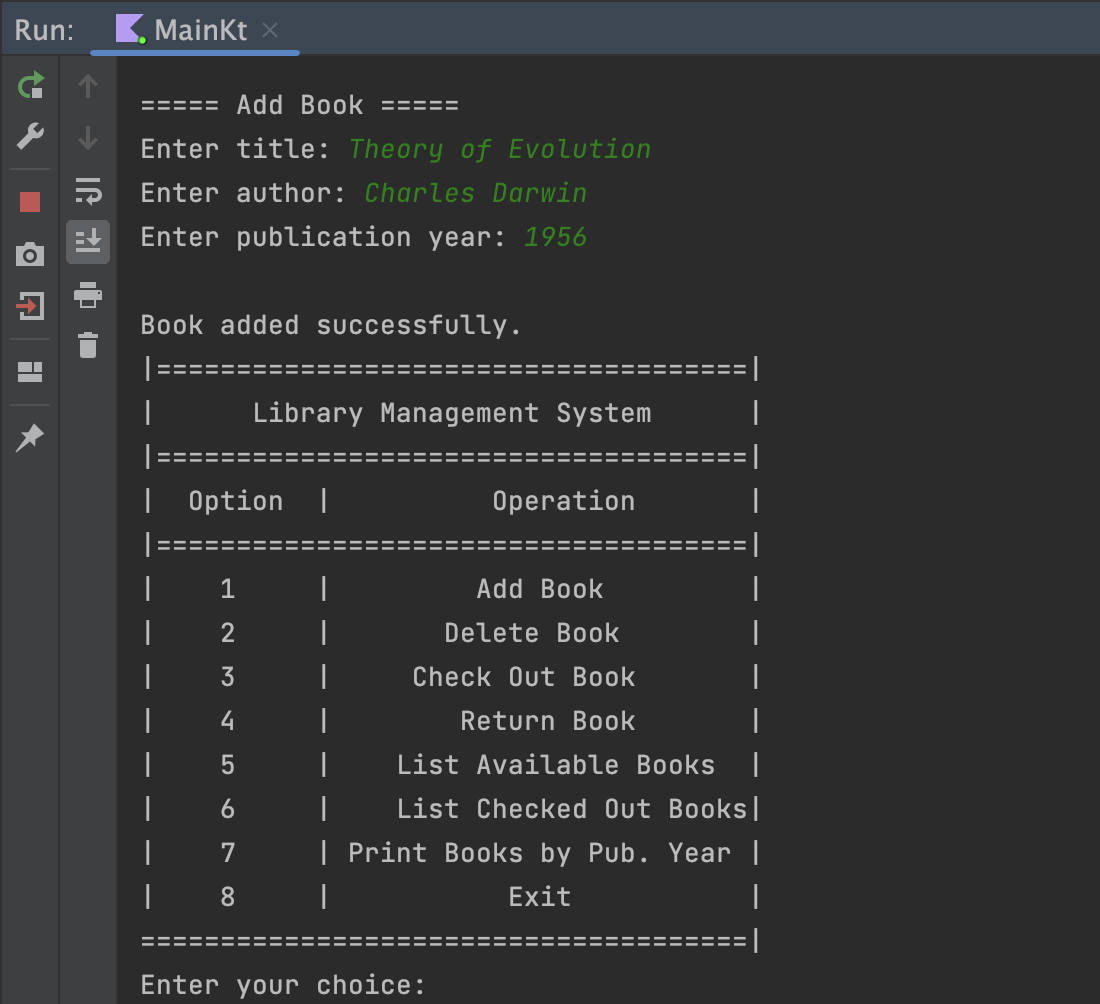 Run: MainKt
===== Add Book =====
Enter title: Theory of Evolution
Enter author: Charles Darwin
Enter publication year: 1956
Book added successfully.
|=====================================|
|      Library Management System      |
|=====================================|
|  Option  |          Operation       |
|=====================================|
|    1     |         Add Book         |
|    2     |       Delete Book        |
|    3     |     Check Out Book       |
|    4     |        Return Book       |
|    5     |    List Available Books  |
|    6     |    List Checked Out Books|
|    7     | Print Books by Pub. Year |
|    8     |           Exit           |
======================================|
Enter your choice: